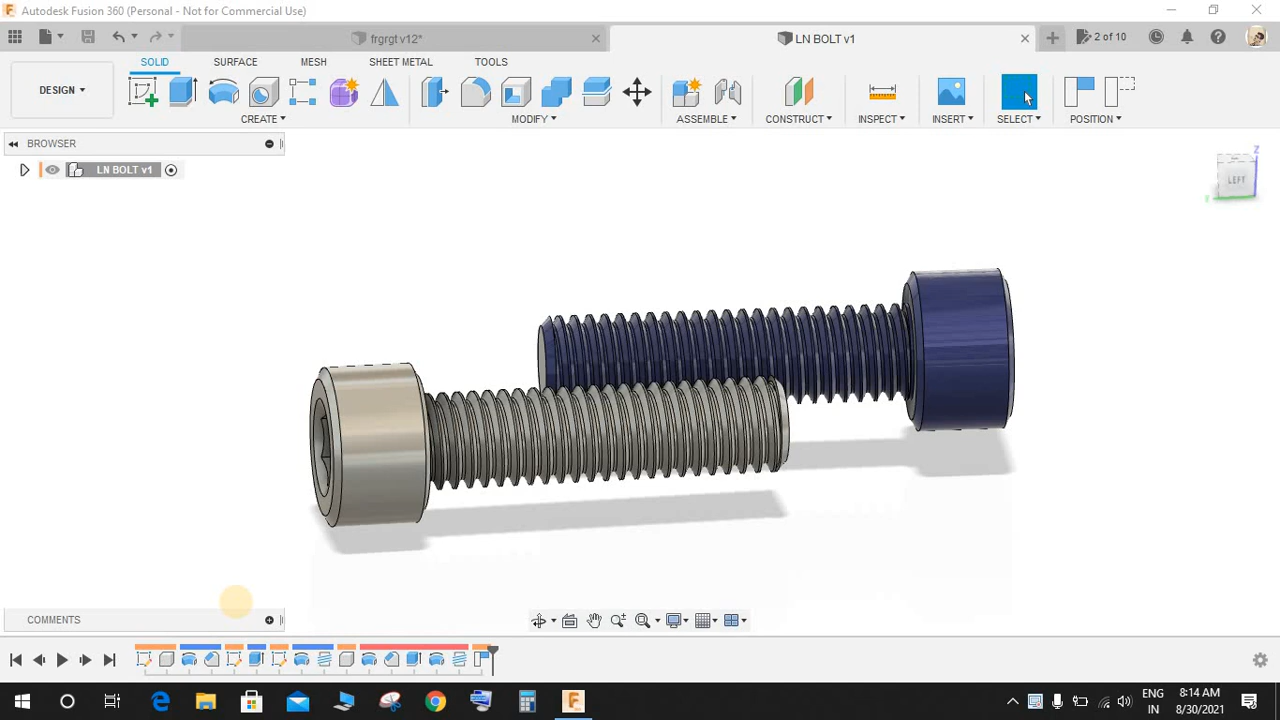 Autodesk Fusion 360 (Personal - Not for Commercial Use)
frgrgt v12*
LN BOLT v1
2 of 10
DESIGN
SOLID
SURFACE
MESH
SHEET METAL
TOOLS
CREATE
MODIFY
ASSEMBLE
CONSTRUCT
INSPECT
INSERT
SELECT
POSITION
BROWSER
LN BOLT v1
Z
LEFT
Y
COMMENTS
ENG
IN
8:14 AM
8/30/2021